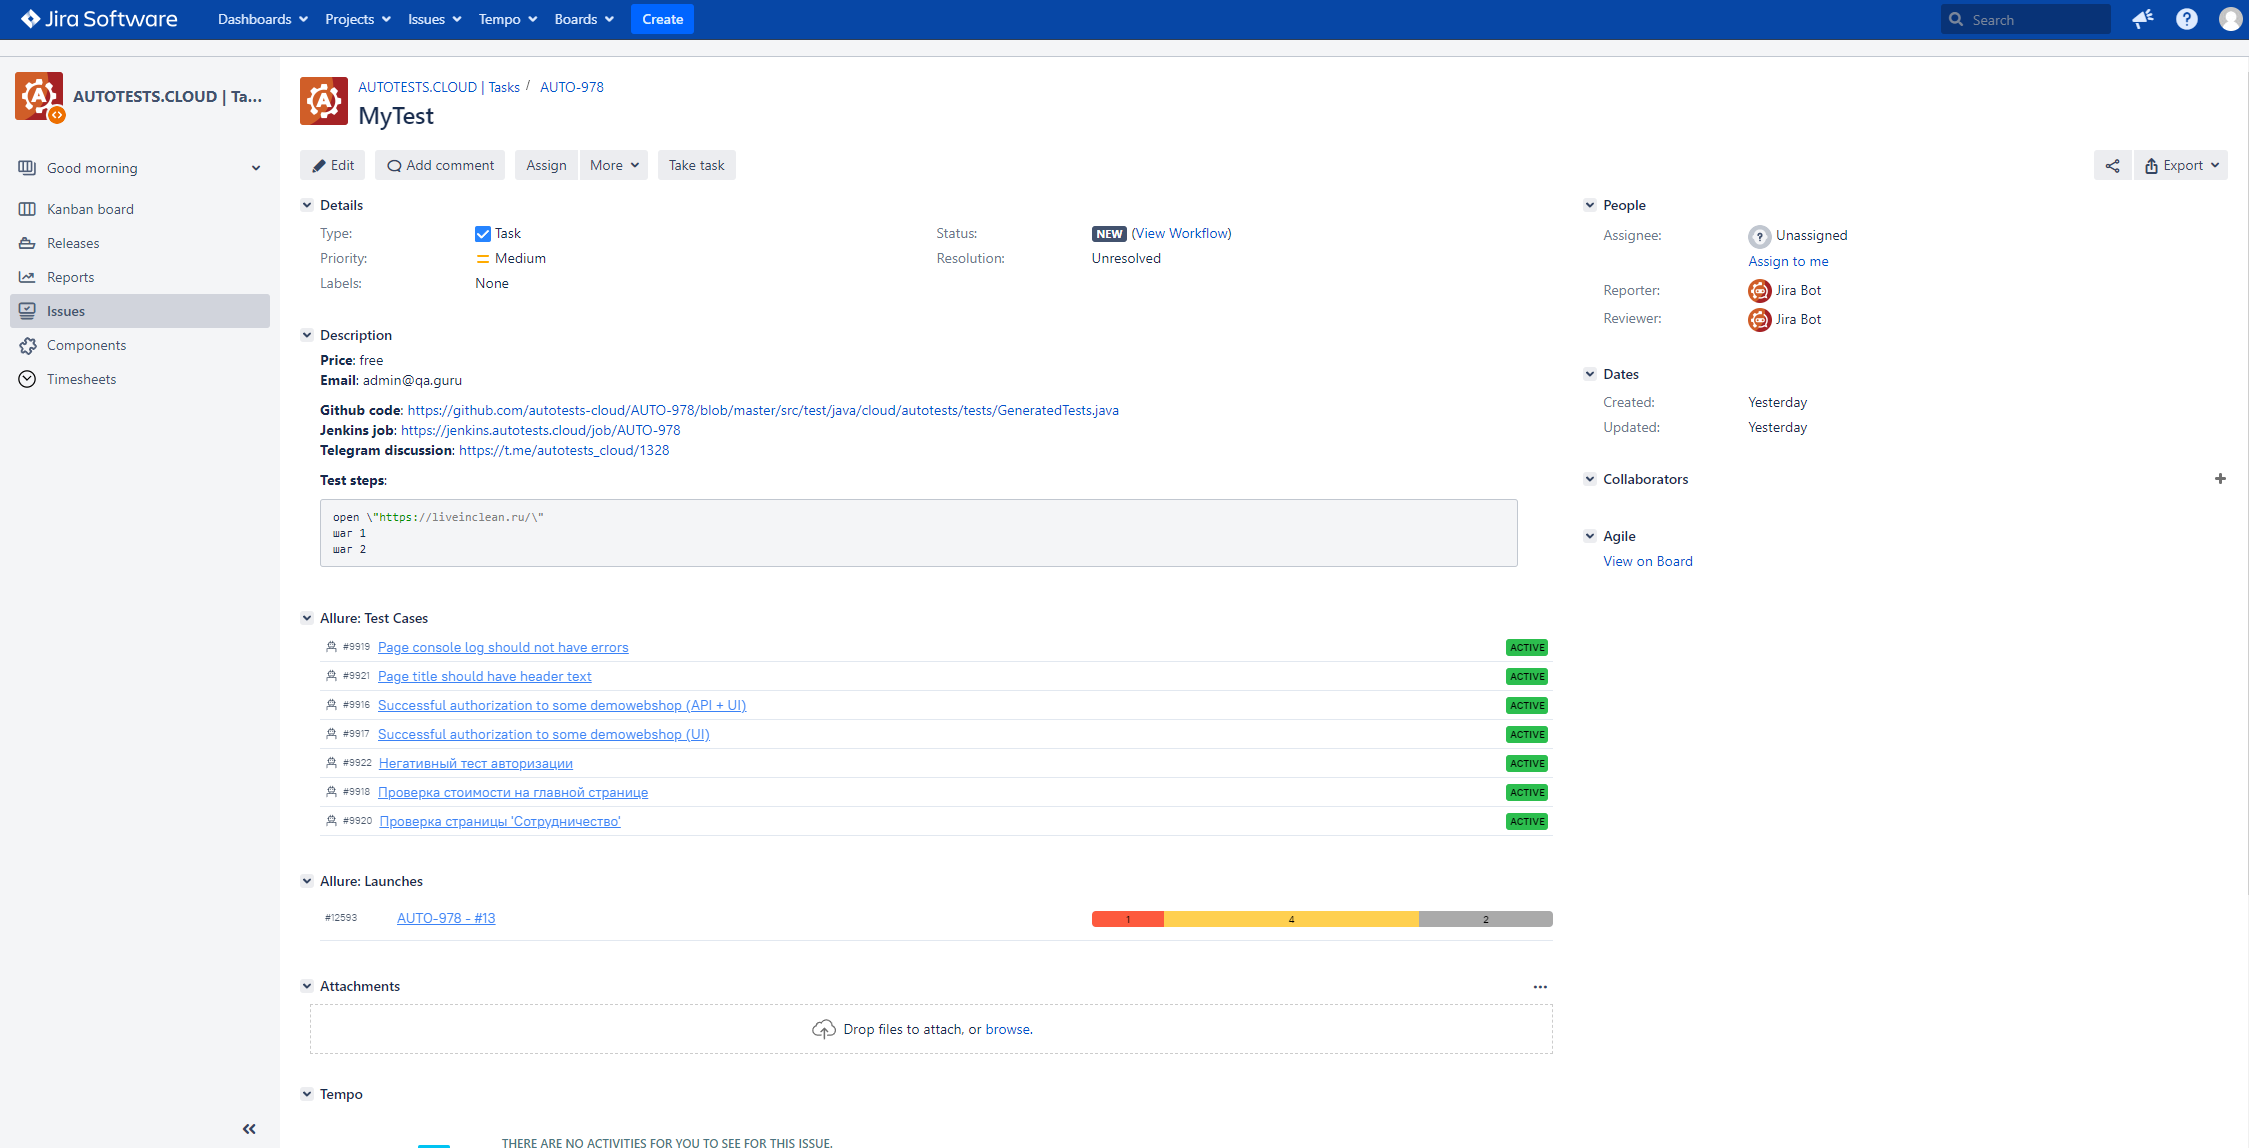 Jira Software Dashboards Projects Issues Tempo Boards Create Search
AUTOTESTS.CLOUD | Ta...
Good morning
Kanban board
Releases
Reports
Issues
Components
Timesheets
AUTOTESTS.CLOUD | Tasks / AUTO-978
MyTest
Edit Add comment Assign More Take task Export
Details
Type: Task Status: NEW (View Workflow)
Priority: Medium Resolution: Unresolved
Labels: None
Description
Price: free
Email: admin@qa.guru
Github code: https://github.com/autotests-cloud/AUTO-978/blob/master/src/test/java/cloud/autotests/tests/GeneratedTests.java
Jenkins job: https://jenkins.autotests.cloud/job/AUTO-978
Telegram discussion: https://t.me/autotests_cloud/1328
Test steps:
open \"https://liveinclean.ru/\"
шаг 1
шаг 2
Allure: Test Cases
#9919 Page console log should not have errors ACTIVE
#9921 Page title should have header text ACTIVE
#9916 Successful authorization to some demowebshop (API + UI) ACTIVE
#9917 Successful authorization to some demowebshop (UI) ACTIVE
#9922 Негативный тест авторизации ACTIVE
#9918 Проверка стоимости на главной странице ACTIVE
#9920 Проверка страницы 'Сотрудничество' ACTIVE
Allure: Launches
#12593 AUTO-978 - #13 1 4 2
Attachments
Drop files to attach, or browse.
Tempo
THERE ARE NO ACTIVITIES FOR YOU TO SEE FOR THIS ISSUE.
People
Assignee: Unassigned
Assign to me
Reporter: Jira Bot
Reviewer: Jira Bot
Dates
Created: Yesterday
Updated: Yesterday
Collaborators
Agile
View on Board